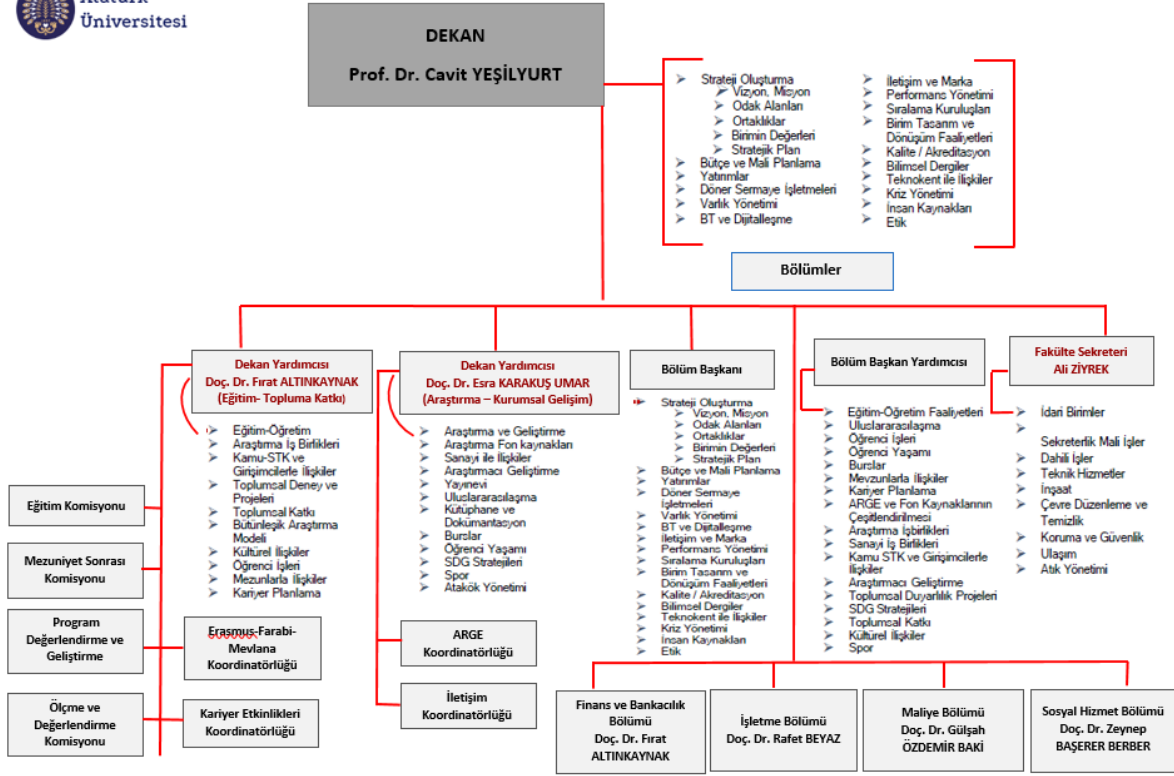 Üniversitesi
DEKAN
Prof. Dr. Cavit YEŞİLYURT
Strateji Oluşturma
Vizyon, Misyon
Odak Alanları
Ortaklıklar
Birimin Değerleri
Stratejik Plan
Bütçe ve Mali Planlama
Yatırımlar
Döner Sermaye İşletmeleri
Varlık Yönetimi
BT ve Dijitalleşme
İletişim ve Marka
Performans Yönetimi
Sıralama Kuruluşları
Birim Tasarım ve
Dönüşüm Faaliyetleri
Kalite / Akreditasyon
Bilimsel Dergiler
Teknokent ile İlişkiler
Kriz Yönetimi
İnsan Kaynakları
Etik
Bölümler
Dekan Yardımcısı
Doç. Dr. Fırat ALTINKAYNAK
(Eğitim- Topluma Katkı)
Eğitim-Öğretim
Araştırma İş Birlikleri
Kamu-STK ve
Girişimcilerle İlişkiler
Toplumsal Deney ve
Projeleri
Toplumsal Katkı
Bütünleşik Araştırma
Modeli
Kültürel İlişkiler
Öğrenci İşleri
Mezunlarla İlişkiler
Kariyer Planlama
Eğitim Komisyonu
Mezuniyet Sonrası
Komisyonu
Program
Değerlendirme ve
Geliştirme
Ölçme ve
Değerlendirme
Komisyonu
Erasmus-Farabi-
Mevlana
Koordinatörlüğü
Kariyer Etkinlikleri
Koordinatörlüğü
Dekan Yardımcısı
Doç. Dr. Esra KARAKUŞ UMAR
(Araştırma – Kurumsal Gelişim)
Araştırma ve Geliştirme
Araştırma Fon kaynakları
Sanayi ile İlişkiler
Araştırmacı Geliştirme
Yayınevi
Uluslararasılaşma
Kütüphane ve
Dokümantasyon
Burslar
Öğrenci Yaşamı
SDG Stratejileri
Spor
Atakök Yönetimi
ARGE
Koordinatörlüğü
İletişim
Koordinatörlüğü
Bölüm Başkanı
Strateji Oluşturma
Vizyon, Misyon
Odak Alanları
Ortaklıklar
Birimin Değerleri
Stratejik Plan
Bütçe ve Mali Planlama
Yatırımlar
Döner Sermaye
İşletmeleri
Varlık Yönetimi
BT ve Dijitalleşme
İletişim ve Marka
Performans Yönetimi
Sıralama Kuruluşları
Birim Tasarım ve
Dönüşüm Faaliyetleri
Kalite / Akreditasyon
Bilimsel Dergiler
Teknokent ile İlişkiler
Kriz Yönetimi
İnsan Kaynakları
Etik
Bölüm Başkan Yardımcısı
Eğitim-Öğretim Faaliyetleri
Uluslararasılaşma
Öğrenci İşleri
Öğrenci Yaşamı
Burslar
Mevzunlarla İlişkiler
Kariyer Planlama
ARGE ve Fon Kaynaklarının
Çeşitlendirilmesi
Araştırma İşbirlikleri
Sanayi İş Birlikleri
Kamu STK ve Girişimcilerle
İlişkiler
Araştırmacı Geliştirme
Toplumsal Duyarlılık Projeleri
SDG Stratejileri
Toplumsal Katkı
Kültürel İlişkiler
Spor
Fakülte Sekreteri
Ali ZİYREK
İdari Birimler
Sekreterlik Mali İşler
Dahili İşler
Teknik Hizmetler
İnşaat
Çevre Düzenleme ve
Temizlik
Koruma ve Güvenlik
Ulaşım
Atık Yönetimi
Finans ve Bankacılık
Bölümü
Doç. Dr. Fırat
ALTINKAYNAK
İşletme Bölümü
Doç. Dr. Rafet BEYAZ
Maliye Bölümü
Doç. Dr. Gülşah
ÖZDEMİR BAKİ
Sosyal Hizmet Bölümü
Doç. Dr. Zeynep
BAŞERER BERBER